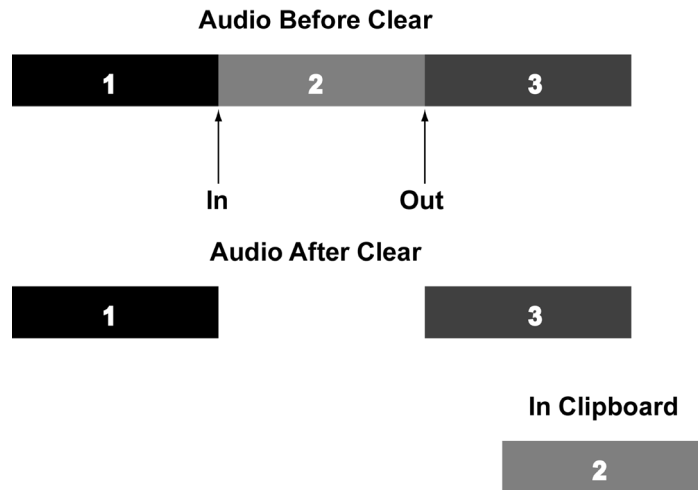 Audio Before Clear
1 2 3
In Out
Audio After Clear
1 3
In Clipboard
2